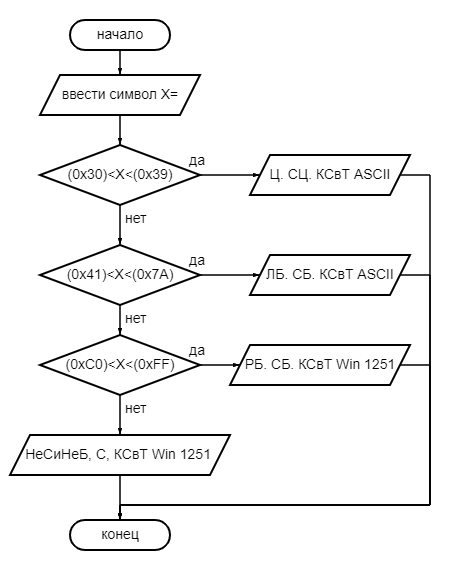 начало
ввести символ X=
(0x30)<X<(0x39)
да
Ц. СЦ. КСвТ ASCII
нет
(0x41)<X<(0x7A)
да
ЛБ. СБ. КСвТ ASCII
нет
(0xC0)<X<(0xFF)
да
РБ. СБ. КСвТ Win 1251
нет
НеСиНеБ, С, КСвТ Win 1251
конец